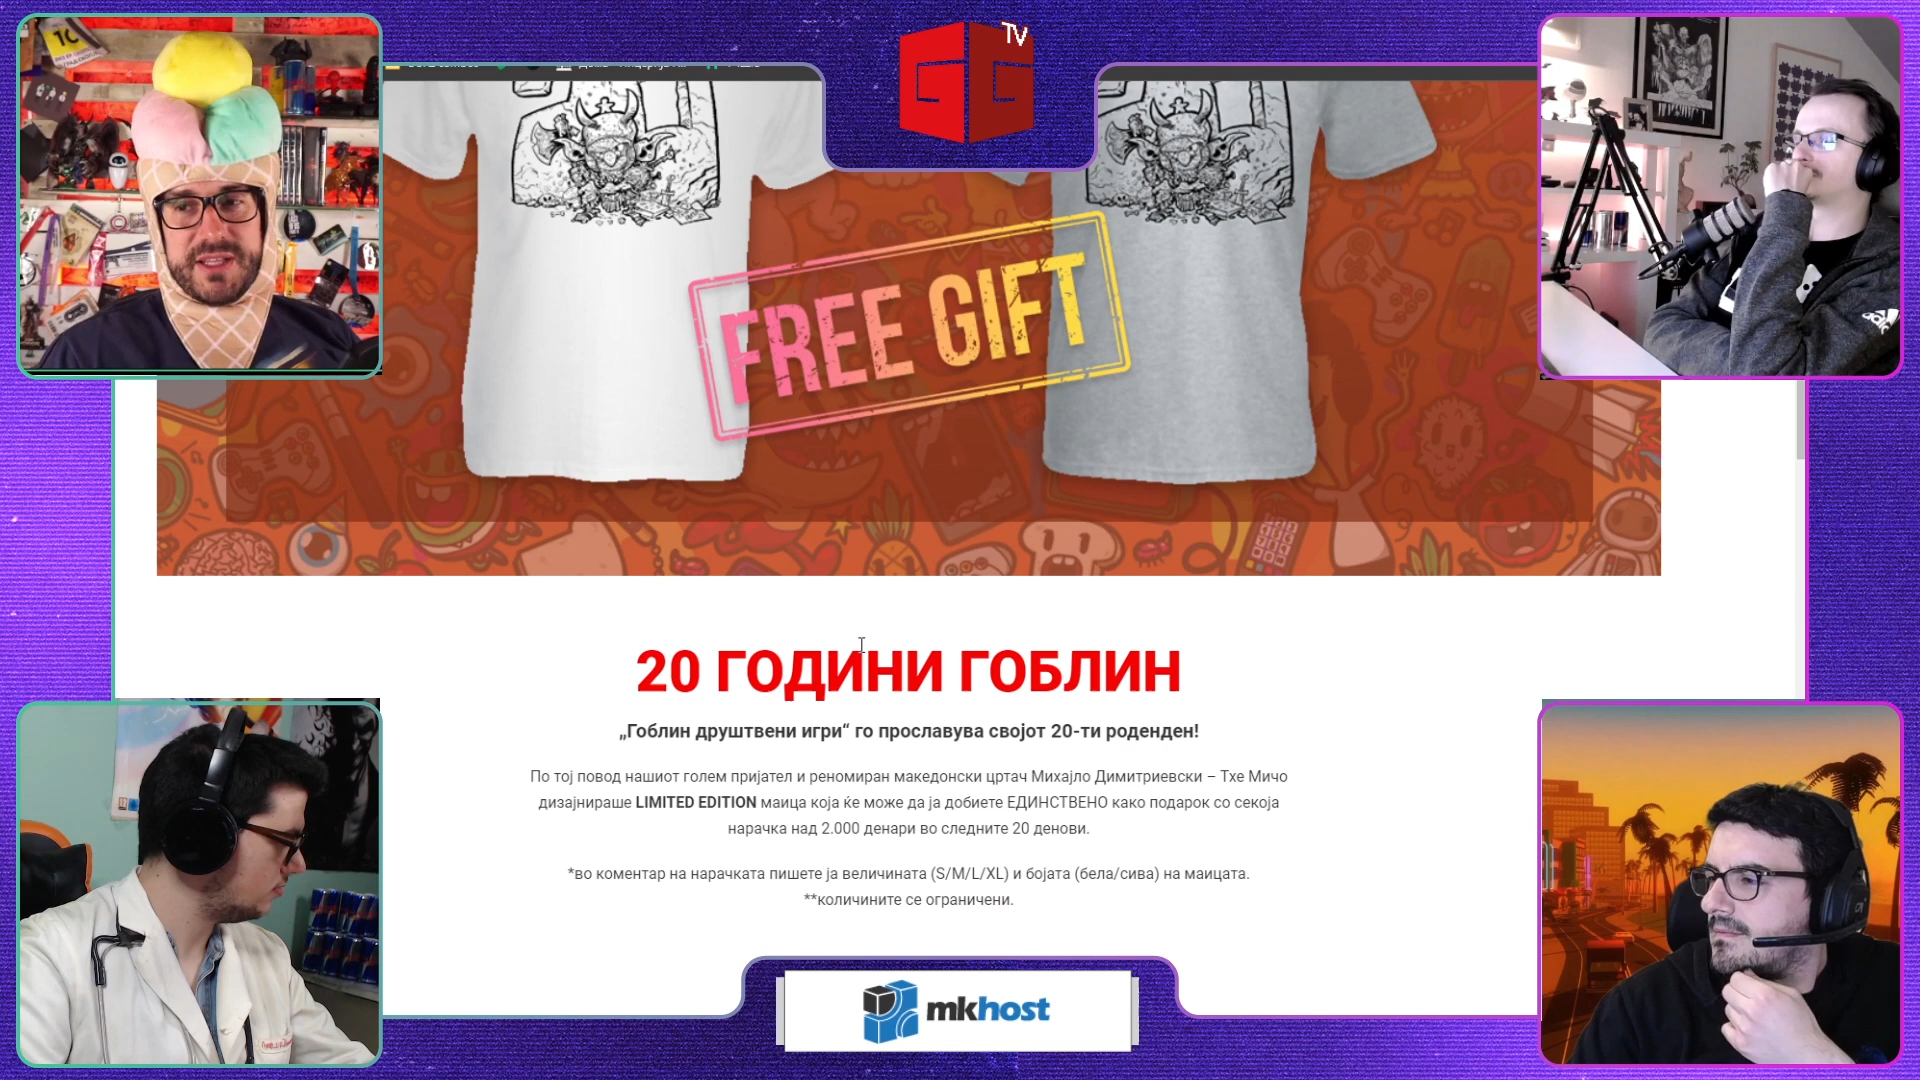 TV
FREE GIFT
20 ГОДИНИ ГОБЛИН
„Гоблин друштвени игри“ го прославува својот 20-ти роденден!
По тој повод нашиот голем пријател и реномиран македонски цртач Михајло Димитриевски – Тхе Мичо
дизајнираше LIMITED EDITION маица која ќе може да ја добиете ЕДИНСТВЕНО како подарок со секоја
нарачка над 2.000 денари во следните 20 денови.
*во коментар на нарачката пишете ја величината (S/M/L/XL) и бојата (бела/сива) на маицата.
**количините се ограничени.
mkhost